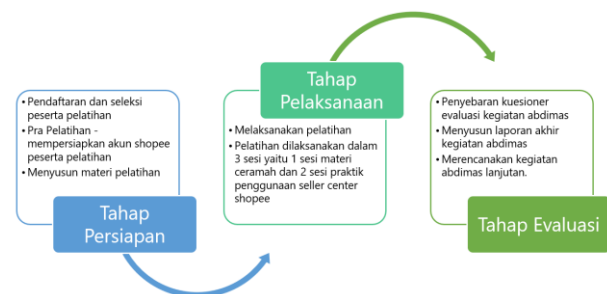 • Pendaftaran dan seleksi
peserta pelatihan
• Pra Pelatihan -
mempersiapkan akun shopee
peserta pelatihan
• Menyusun materi pelatihan
Tahap
Persiapan
Tahap
Pelaksanaan
• Melaksanakan pelatihan
• Pelatihan dilaksanakan dalam
3 sesi yaitu 1 sesi materi
ceramah dan 2 sesi praktik
penggunaan seller center
shopee
• Penyebaran kuesioner
evaluasi kegiatan abdimas
• Menyusun laporan akhir
kegiatan abdimas
• Merencanakan kegiatan
abdimas lanjutan.
Tahap Evaluasi